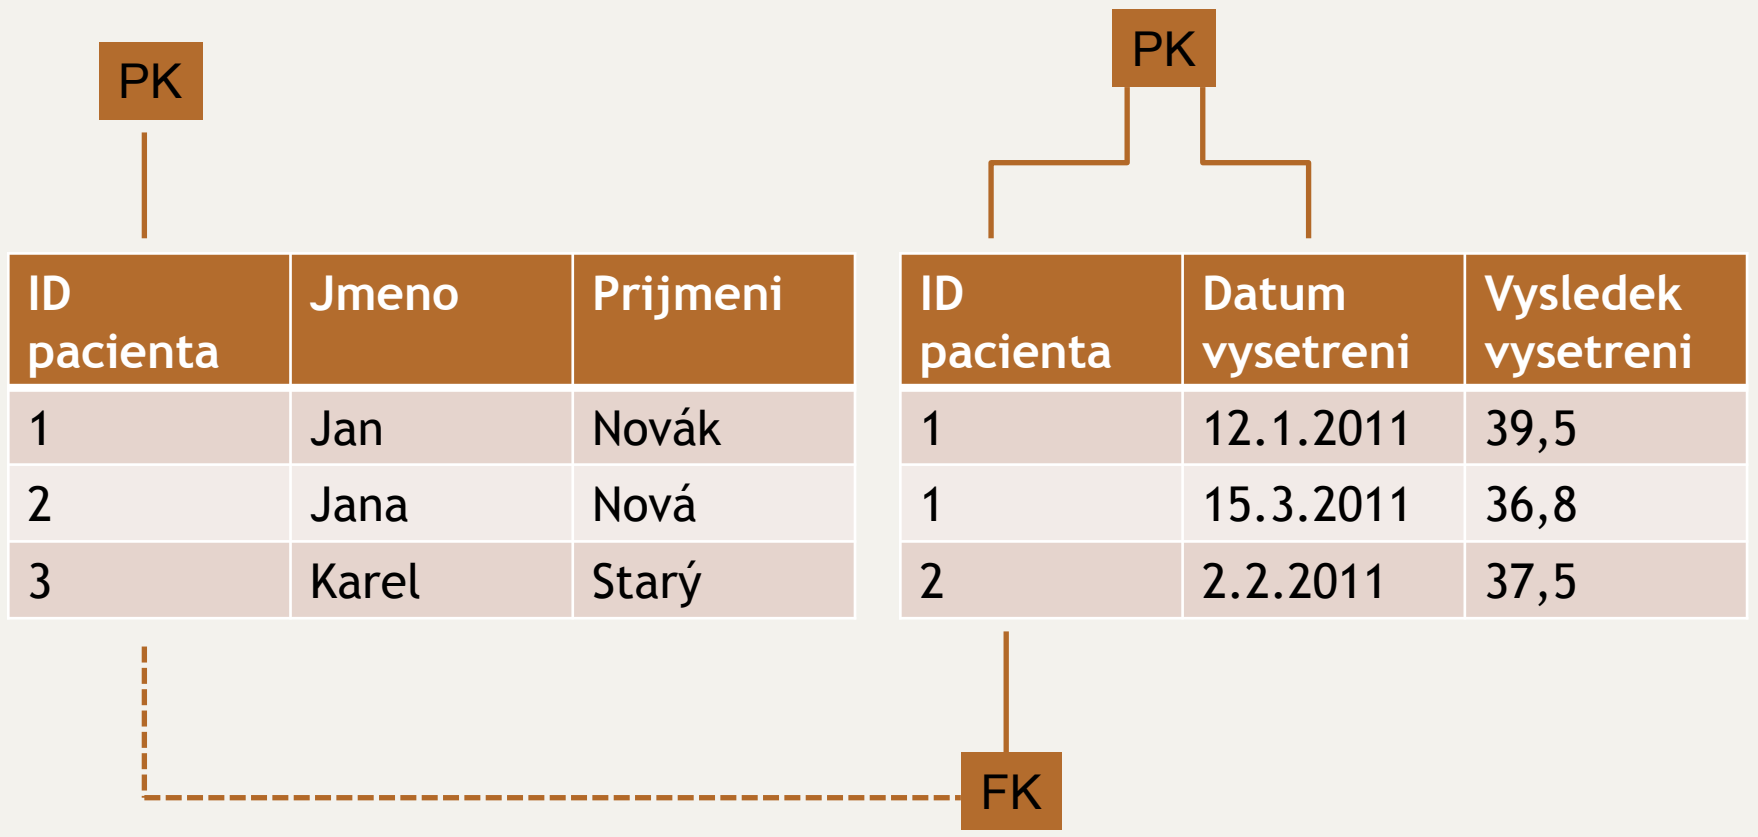 PK
PK
ID pacienta Jmeno Prijmeni
1 Jan Novák
2 Jana Nová
3 Karel Starý
ID pacienta Datum vysetreni Vysledek vysetreni
1 12.1.2011 39,5
1 15.3.2011 36,8
2 2.2.2011 37,5
FK